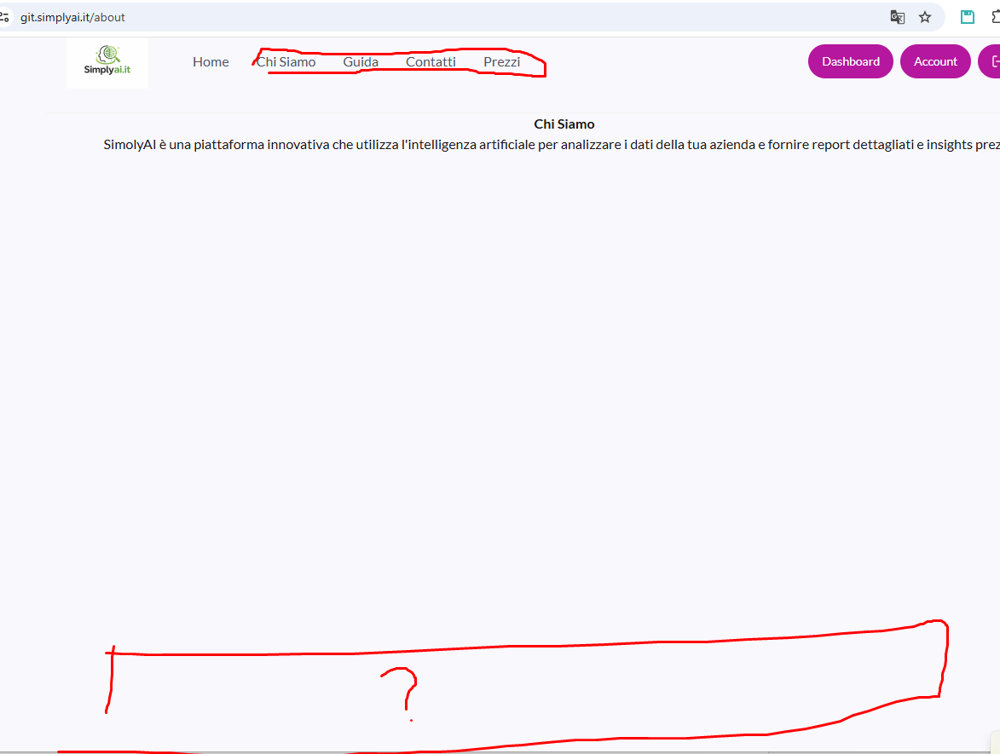 git.simplyai.it/about
Simplyai.it
Home Chi Siamo Guida Contatti Prezzi Dashboard Account
Chi Siamo
SimolyAI è una piattaforma innovativa che utilizza l'intelligenza artificiale per analizzare i dati della tua azienda e fornire report dettagliati e insights prez
?